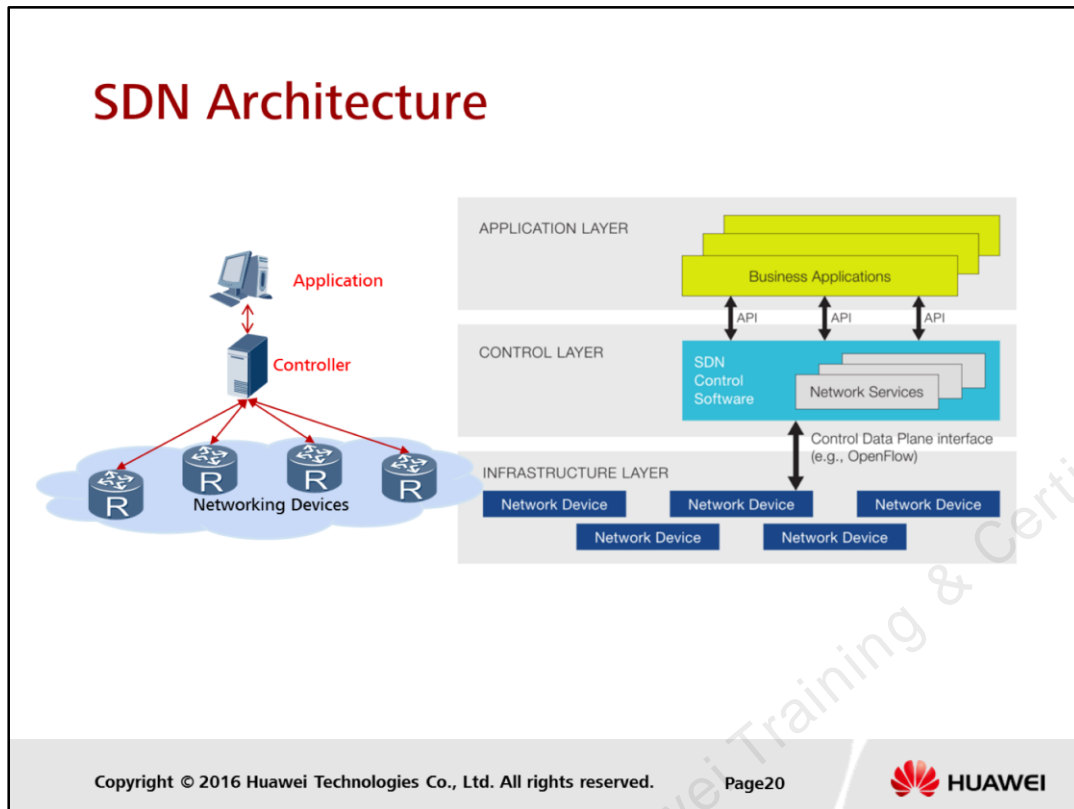 SDN Architecture
Application
Controller
R
R
R
R
Networking Devices
APPLICATION LAYER
Business Applications
API
API
API
CONTROL LAYER
SDN
Control
Software
Network Services
Control Data Plane interface
(e.g., OpenFlow)
INFRASTRUCTURE LAYER
Network Device
Network Device
Network Device
Network Device
Network Device
Training & Certi
Copyright © 2016 Huawei Technologies Co., Ltd. All rights reserved.
Page20
HUAWEI